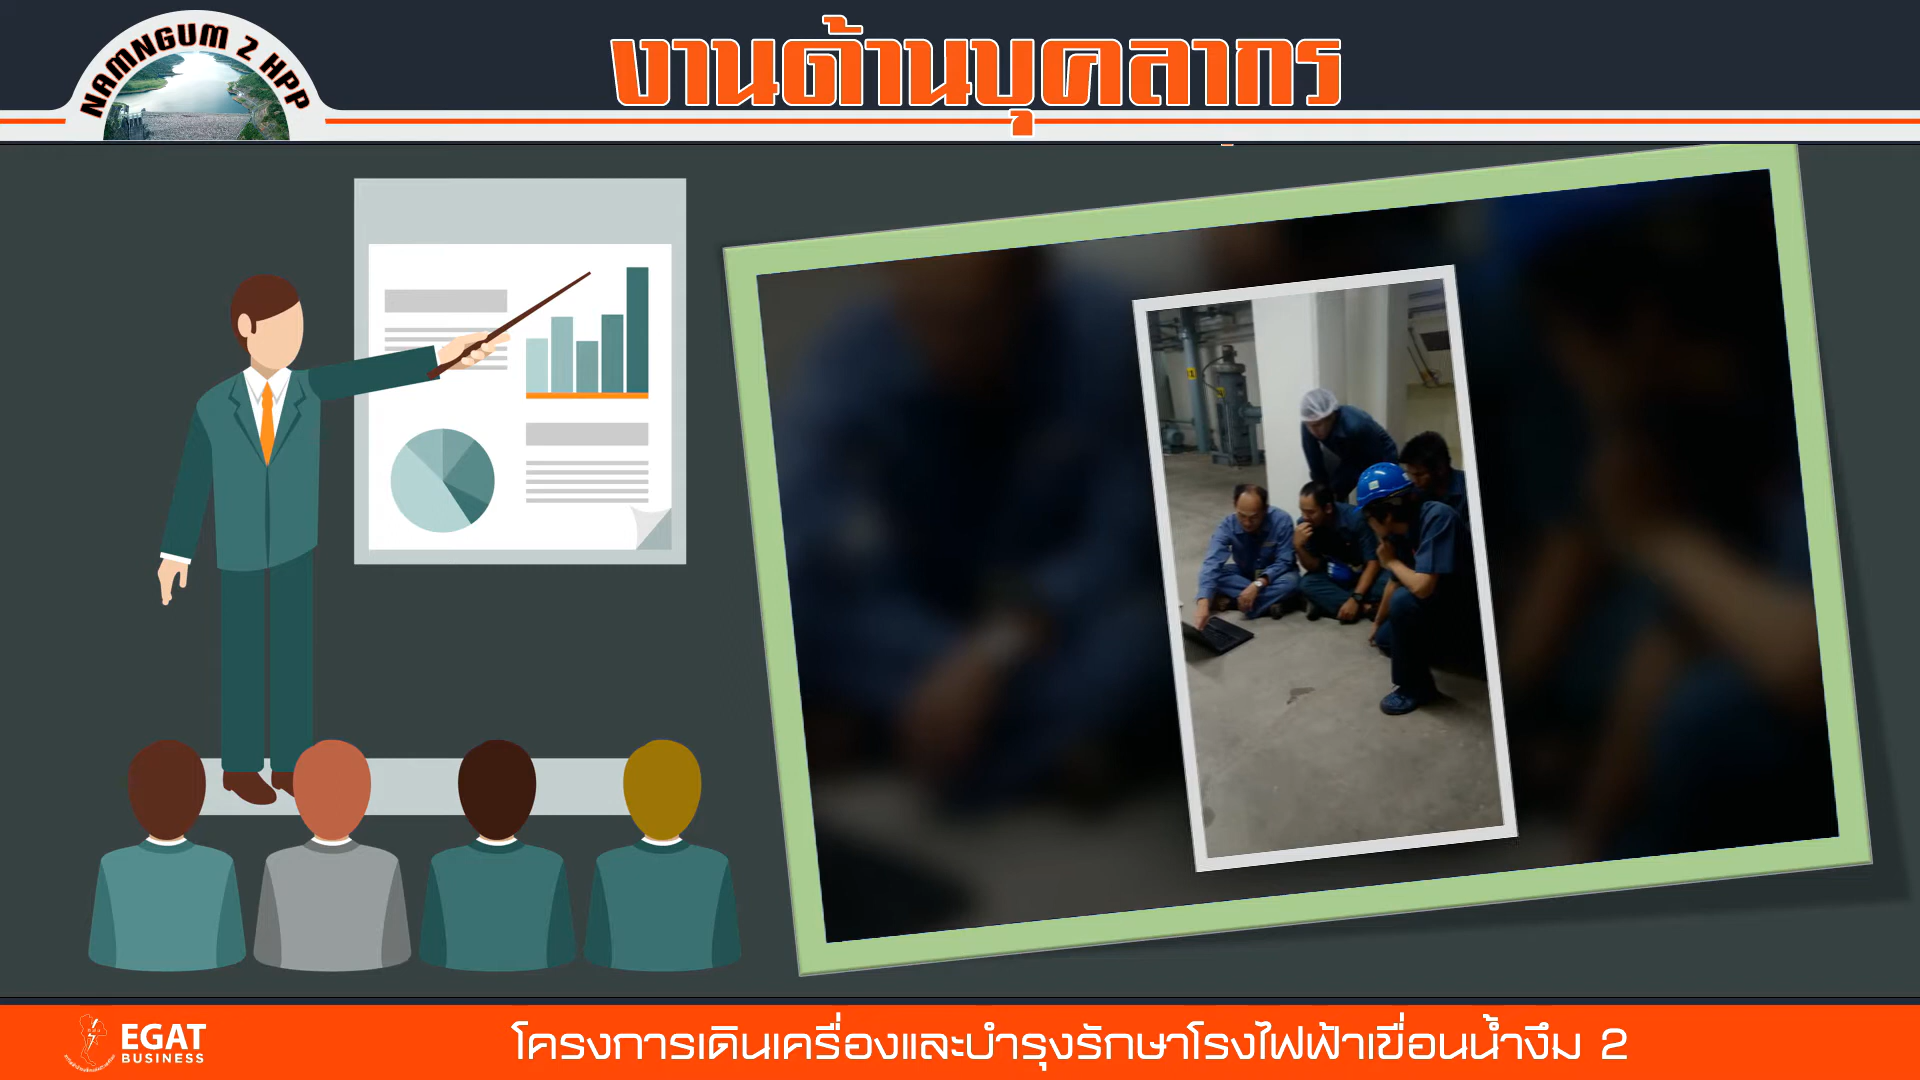 NAMNGUM 2 HPP
งานด้านบุคลากร
EGAT
BUSINESS
โครงการเดินเครื่องและบำรุงรักษาโรงไฟฟ้าเขื่อนน้ำงึม 2